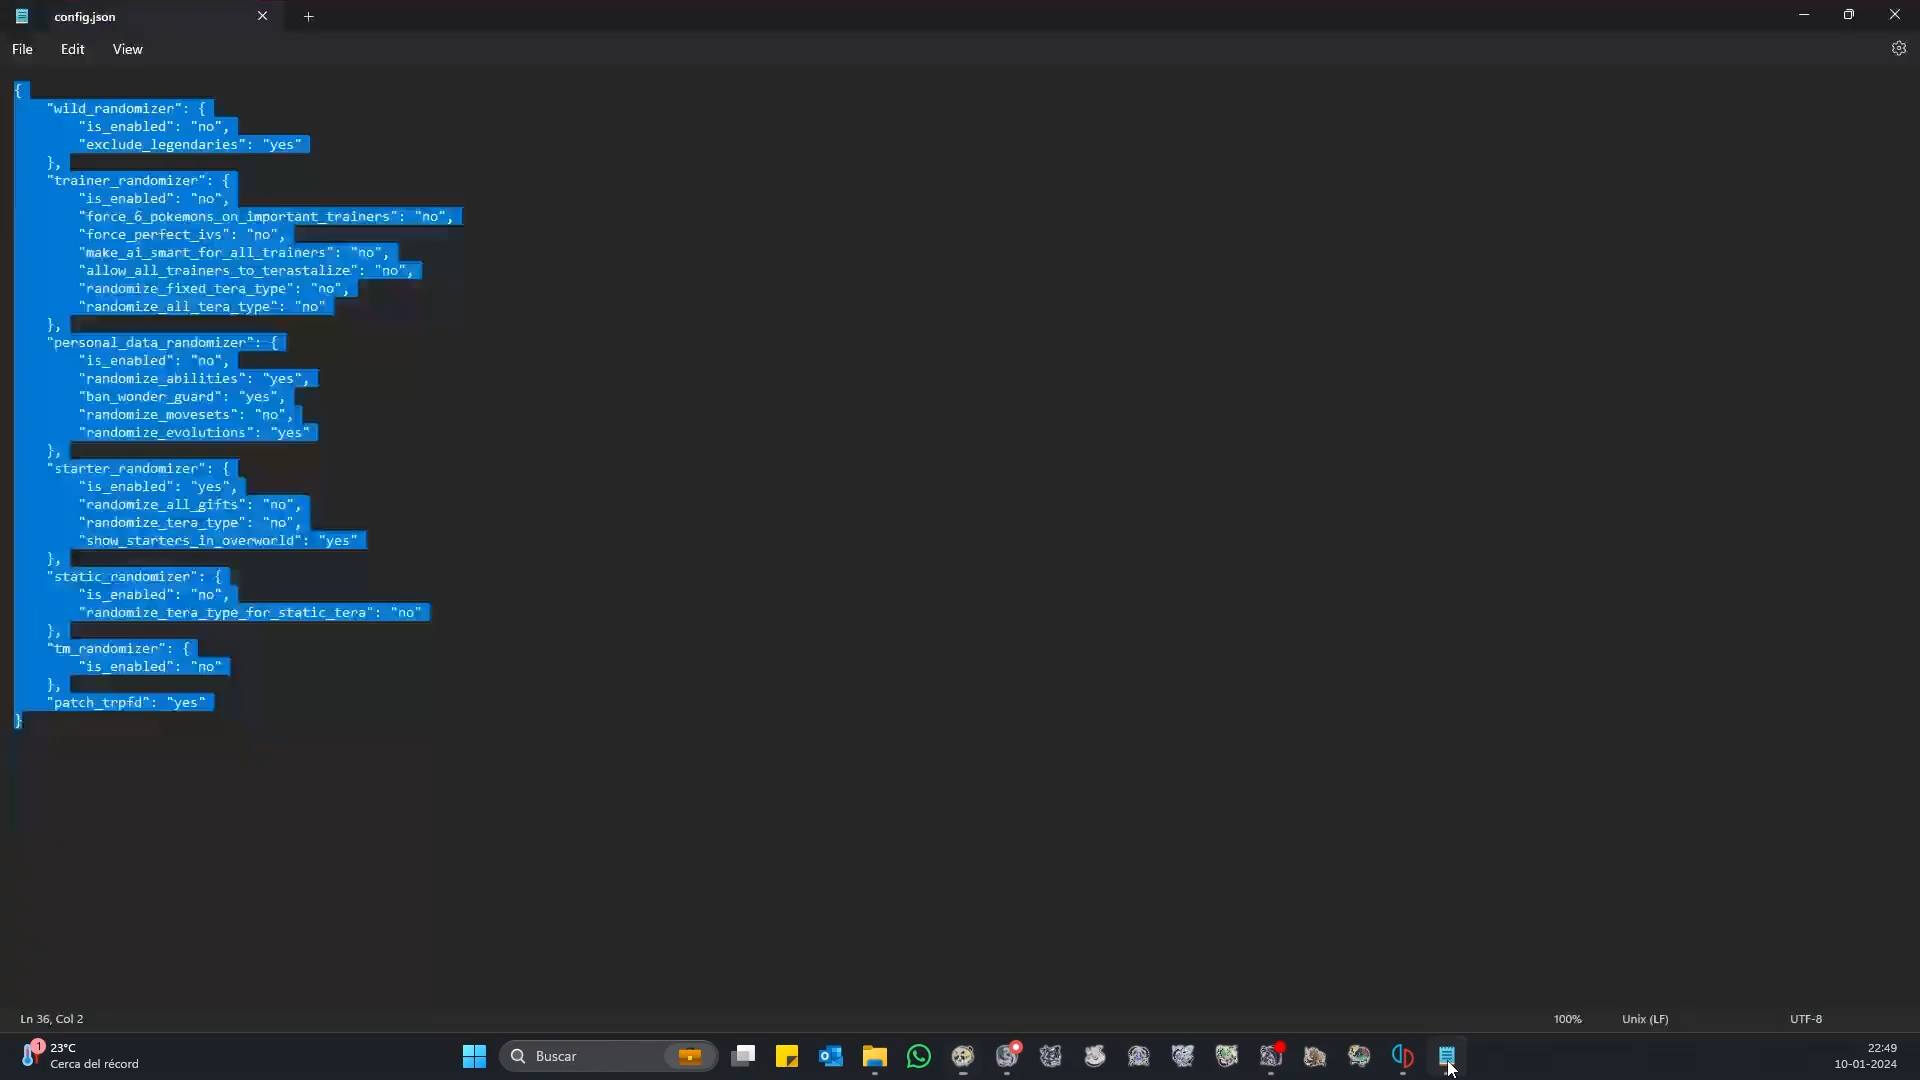 config.json
File Edit View
{
"wild_randomizer": {
"is_enabled": "no",
"exclude_legendaries": "yes"
},
"trainer_randomizer": {
"is_enabled": "no",
"force_6_pokemons_on_important_trainers": "no",
"force_perfect_ivs": "no",
"make_ai_smart_for_all_trainers": "no",
"allow_all_trainers_to_terastalize": "no",
"randomize_fixed_tera_type": "no",
"randomize_all_tera_type": "no"
},
"personal_data_randomizer": {
"is_enabled": "no",
"randomize_abilities": "yes",
"ban_wonder_guard": "yes",
"randomize_movesets": "no",
"randomize_evolutions": "yes"
},
"starter_randomizer": {
"is_enabled": "yes",
"randomize_all_gifts": "no",
"randomize_tera_type": "no",
"show_starters_in_overworld": "yes"
},
"static_randomizer": {
"is_enabled": "no",
"randomize_tera_type_for_static_tera": "no"
},
"tm_randomizer": {
"is_enabled": "no"
},
"patch_trpfd": "yes"
}
Ln 36, Col 2 100% Unix (LF) UTF-8
1 23°C
Cerca del récord
Buscar
22:49
10-01-2024